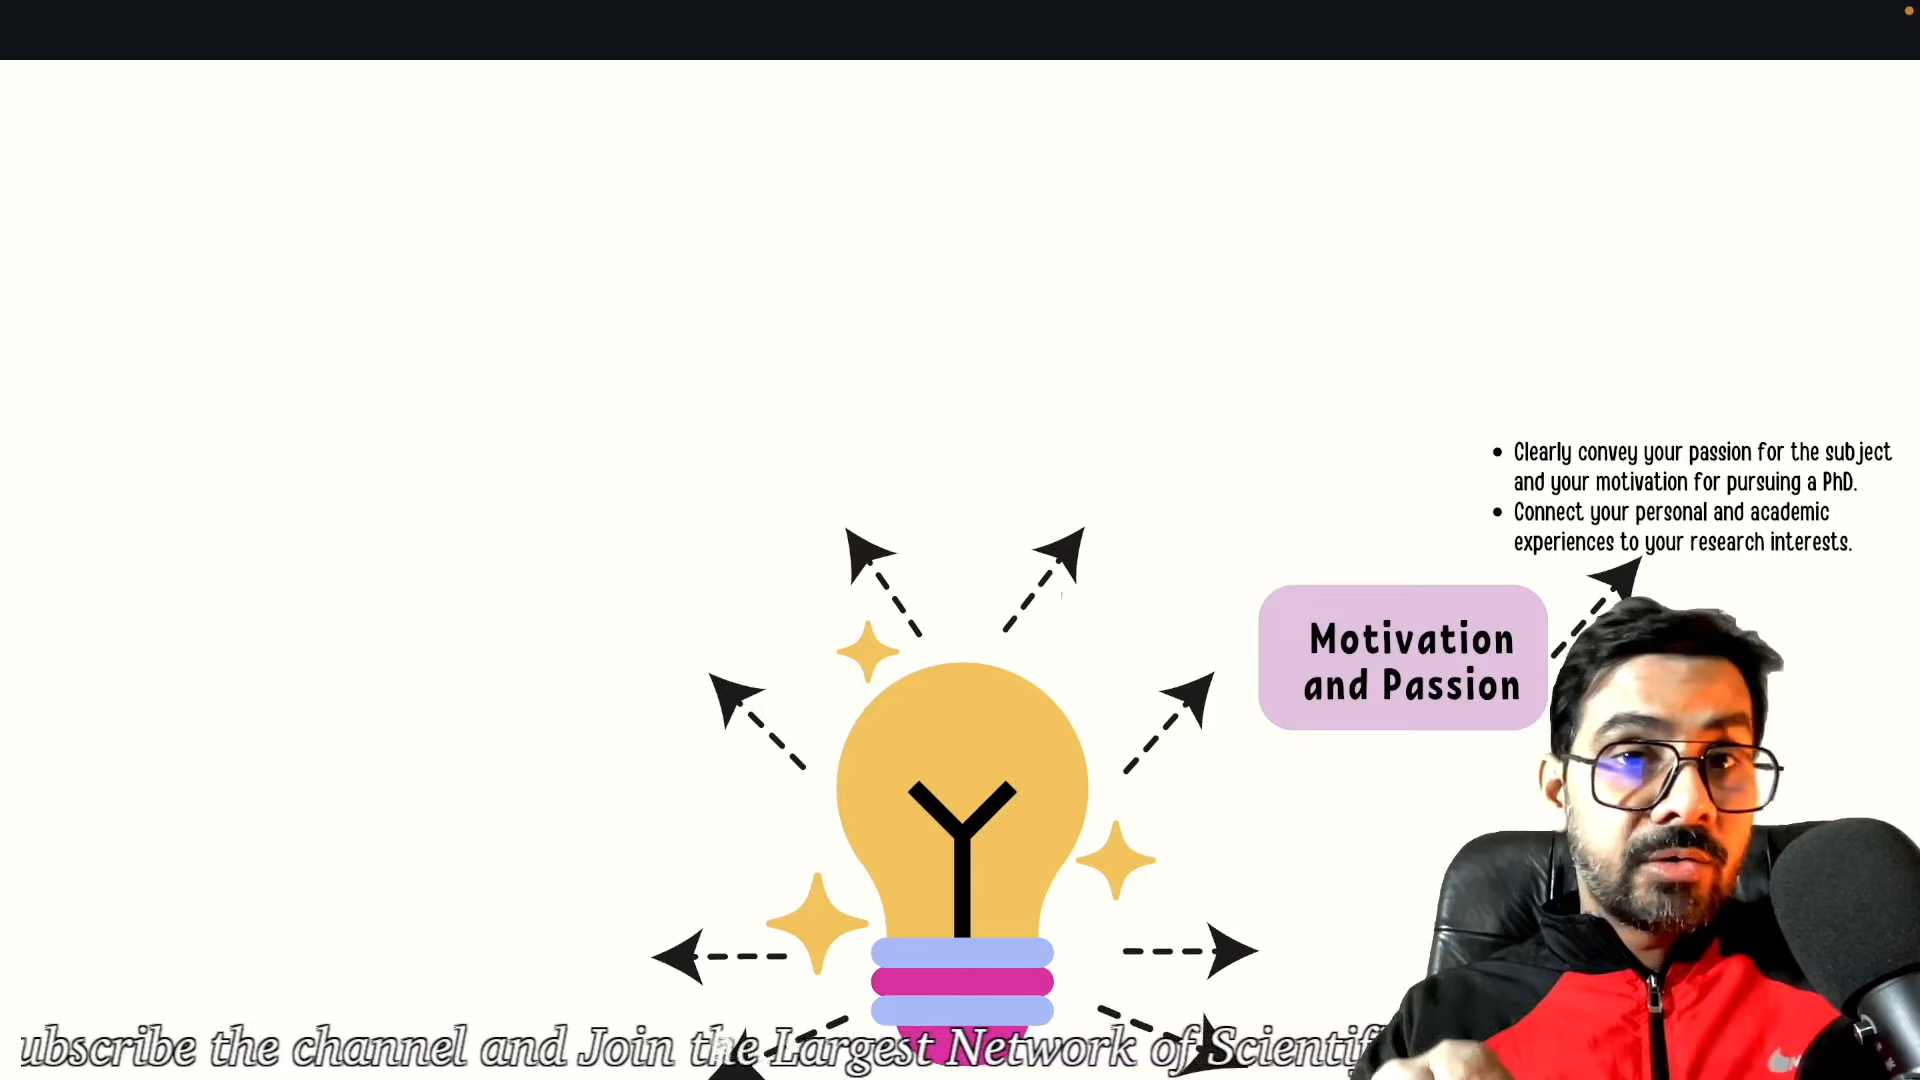 • Clearly convey your passion for the subject
and your motivation for pursuing a PhD.
• Connect your personal and academic
experiences to your research interests.
Motivation
and Passion
ubscribe the channel and Join the Largest Network of Scientif